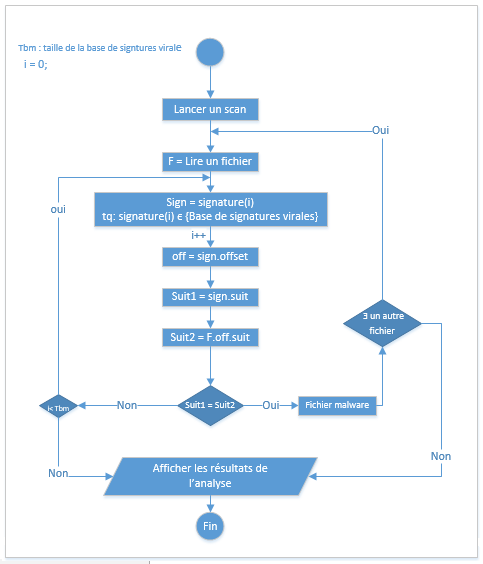 Tbm : taille de la base de signtures virale
i = 0;
Lancer un scan
Oui
F = Lire un fichier
oui
Sign = signature(i)
tq: signature(i) є {Base de signatures virales}
i++
off = sign.offset
Suit1 = sign.suit
3 un autre
fichier
Suit2 = F.off.suit
i< Tbm
Non
Suit1 = Suit2
Oui
Fichier malware
Non
Non
Afficher les résultats de
l'analyse
Fin